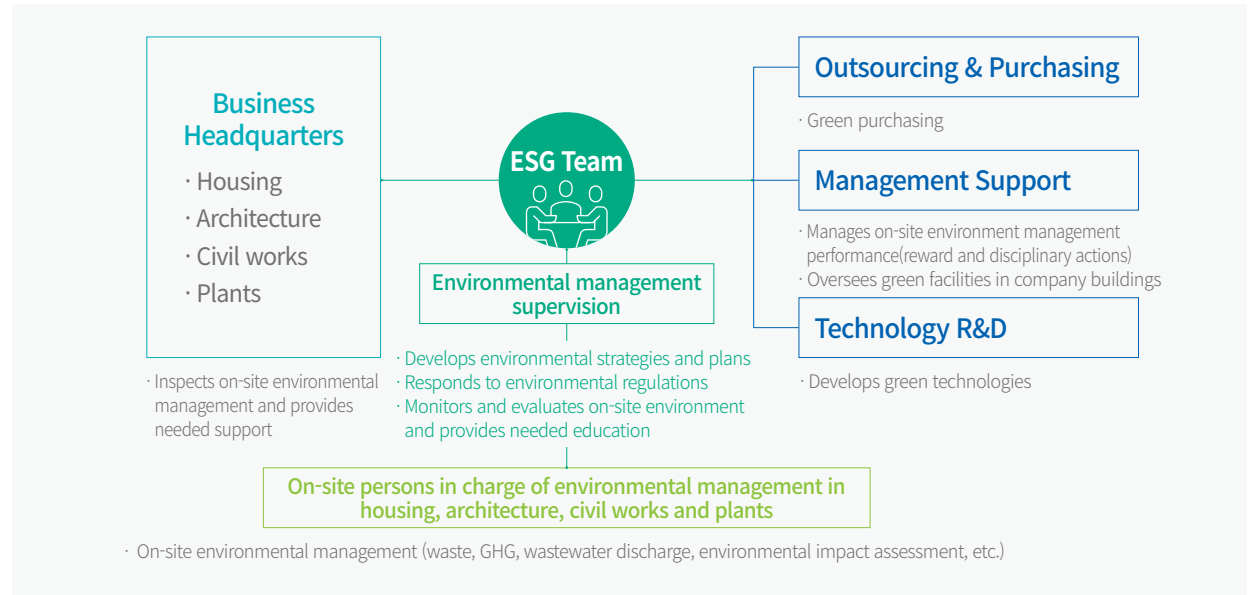 Business
Headquarters
· Housing
· Architecture
· Civil works
· Plants
· Inspects on-site environmental
management and provides
needed support
ESG Team
Environmental management
supervision
· Develops environmental strategies and plans
· Responds to environmental regulations
· Monitors and evaluates on-site environment
and provides needed education
Outsourcing & Purchasing
· Green purchasing
Management Support
· Manages on-site environment management
performance(reward and disciplinary actions)
· Oversees green facilities in company buildings
Technology R&D
· Develops green technologies
On-site persons in charge of environmental management in
housing, architecture, civil works and plants
· On-site environmental management (waste, GHG, wastewater discharge, environmental impact assessment, etc.)